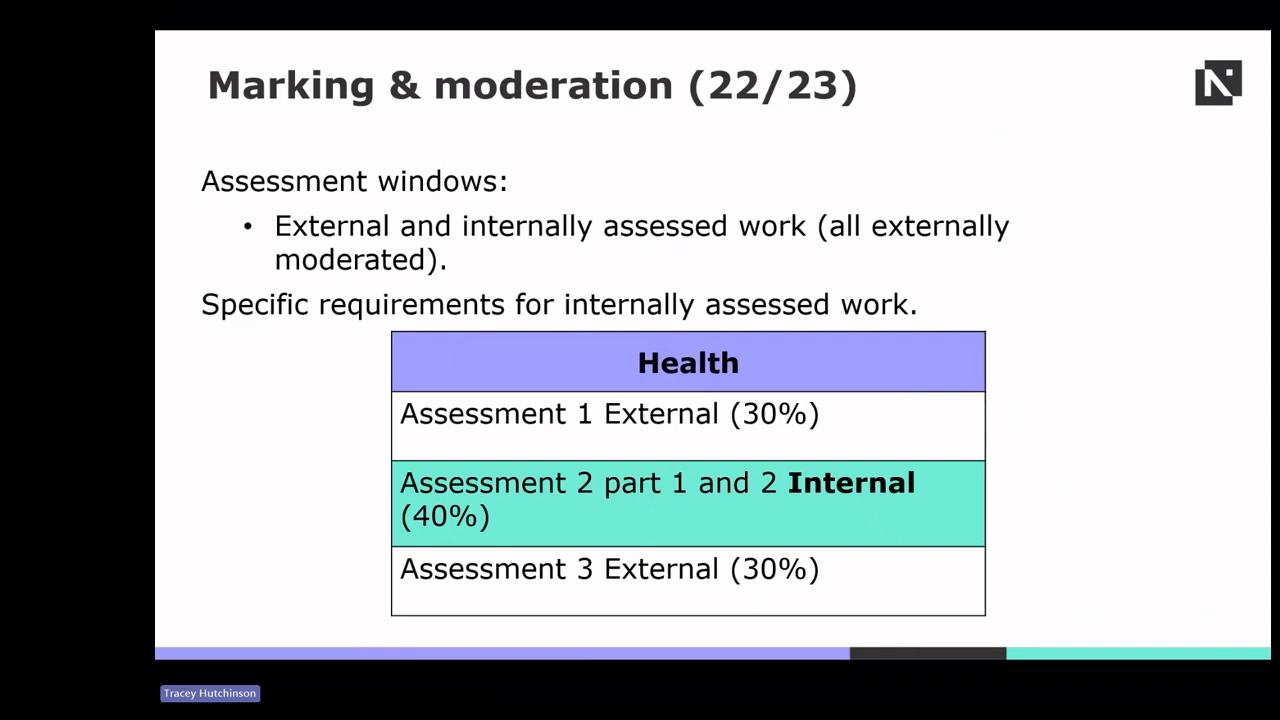 Marking & moderation (22/23)
Assessment windows:
• External and internally assessed work (all externally
moderated).
Specific requirements for internally assessed work.
Health
Assessment 1 External (30%)
Assessment 2 part 1 and 2 Internal
(40%)
Assessment 3 External (30%)
Tracey Hutchinson